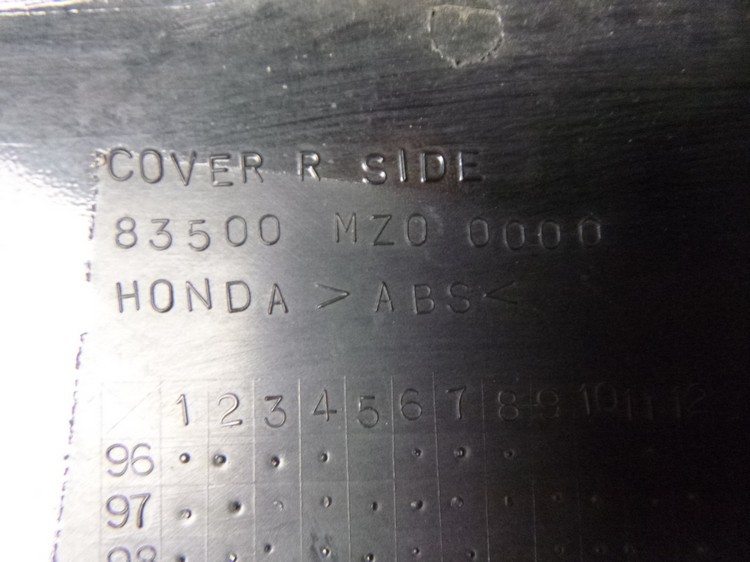 COVER R SIDE
83500 MZ0 0000
HONDA >ABS<
1 2 3 4 5 6 7 8 9 10 11 12
96
97
98